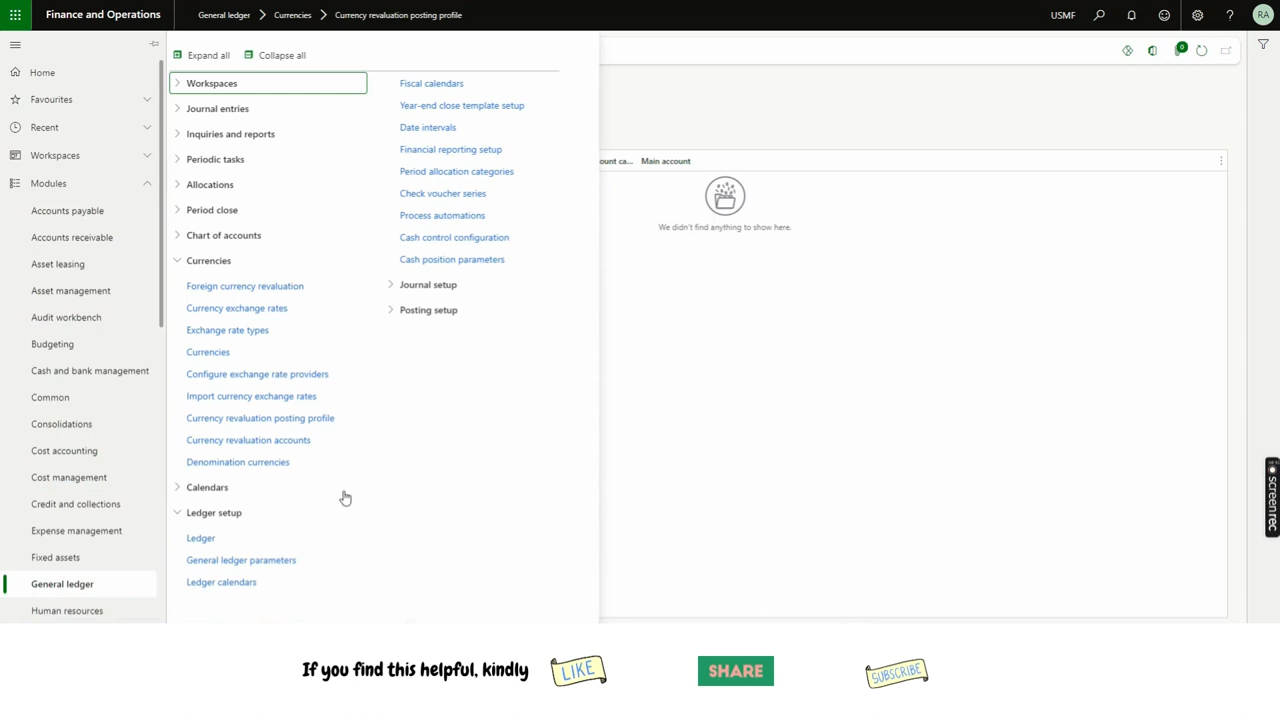 Finance and Operations
General ledger > Currencies > Currency revaluation posting profile
USMF
RA
Home
Favourites
Recent
Workspaces
Modules
Accounts payable
Accounts receivable
Asset leasing
Asset management
Audit workbench
Budgeting
Cash and bank management
Common
Consolidations
Cost accounting
Cost management
Credit and collections
Expense management
Fixed assets
General ledger
Human resources
Expand all
Collapse all
Workspaces
Journal entries
Inquiries and reports
Periodic tasks
Allocations
Period close
Chart of accounts
Currencies
Foreign currency revaluation
Currency exchange rates
Exchange rate types
Currencies
Configure exchange rate providers
Import currency exchange rates
Currency revaluation posting profile
Currency revaluation accounts
Denomination currencies
Calendars
Ledger setup
Ledger
General ledger parameters
Ledger calendars
Fiscal calendars
Year-end close template setup
Date intervals
Financial reporting setup
Period allocation categories
Check voucher series
Process automations
Cash control configuration
Cash position parameters
Journal setup
Posting setup
0
ount ca... Main account
We didn't find anything to show here.
screenrec
If you find this helpful, kindly
LIKE
SHARE
SUBSCRIBE